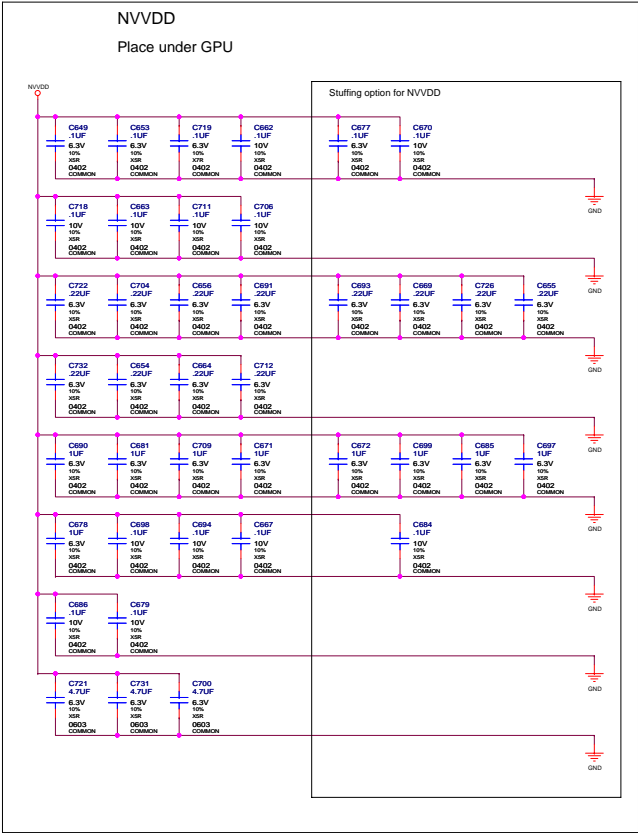 NVVDD
Place under GPU
NVVDD
Stuffing option for NVVDD
C649 C653 C719 C662 C677 C670
.1UF .1UF .1UF .1UF .1UF .1UF
6.3V 6.3V 6.3V 10V 6.3V 10V
10% 10% 10% 10% 10% 10%
X5R X5R X7R X5R X5R X5R
0402 0402 0402 0402 0402 0402
COMMON COMMON COMMON COMMON COMMON COMMON
GND
C718 C663 C711 C706
.1UF .1UF .1UF .1UF
10V 10V 10V 10V
10% 10% 10% 10%
X5R X5R X5R X5R
0402 0402 0402 0402
COMMON COMMON COMMON COMMON
GND
C722 C704 C656 C691 C693 C669 C726 C655
.22UF .22UF .22UF .22UF .22UF .22UF .22UF .22UF
6.3V 6.3V 6.3V 6.3V 6.3V 6.3V 6.3V 6.3V
10% 10% 10% 10% 10% 10% 10% 10%
X5R X5R X5R X5R X5R X5R X5R X5R
0402 0402 0402 0402 0402 0402 0402 0402
COMMON COMMON COMMON COMMON COMMON COMMON COMMON COMMON
GND
C732 C654 C664 C712
.22UF .22UF .22UF .22UF
6.3V 6.3V 6.3V 6.3V
10% 10% 10% 10%
X5R X5R X5R X5R
0402 0402 0402 0402
COMMON COMMON COMMON COMMON
GND
C690 C681 C709 C671 C672 C699 C685 C697
1UF 1UF 1UF 1UF 1UF 1UF 1UF 1UF
6.3V 6.3V 6.3V 6.3V 6.3V 6.3V 6.3V 6.3V
10% 10% 10% 10% 10% 10% 10% 10%
X5R X5R X5R X5R X5R X5R X5R X5R
0402 0402 0402 0402 0402 0402 0402 0402
COMMON COMMON COMMON COMMON COMMON COMMON COMMON COMMON
GND
C678 C698 C694 C667 C684
1UF .1UF .1UF .1UF .1UF
6.3V 10V 10V 10V 10V
10% 10% 10% 10% 10%
X5R X5R X5R X5R X5R
0402 0402 0402 0402 0402
COMMON COMMON COMMON COMMON COMMON
GND
C686 C679
.1UF .1UF
10V 10V
10% 10%
X5R X5R
0402 0402
COMMON COMMON
GND
C721 C731 C700
4.7UF 4.7UF 4.7UF
6.3V 6.3V 6.3V
10% 10% 10%
X5R X5R X5R
0603 0603 0603
COMMON COMMON COMMON
GND